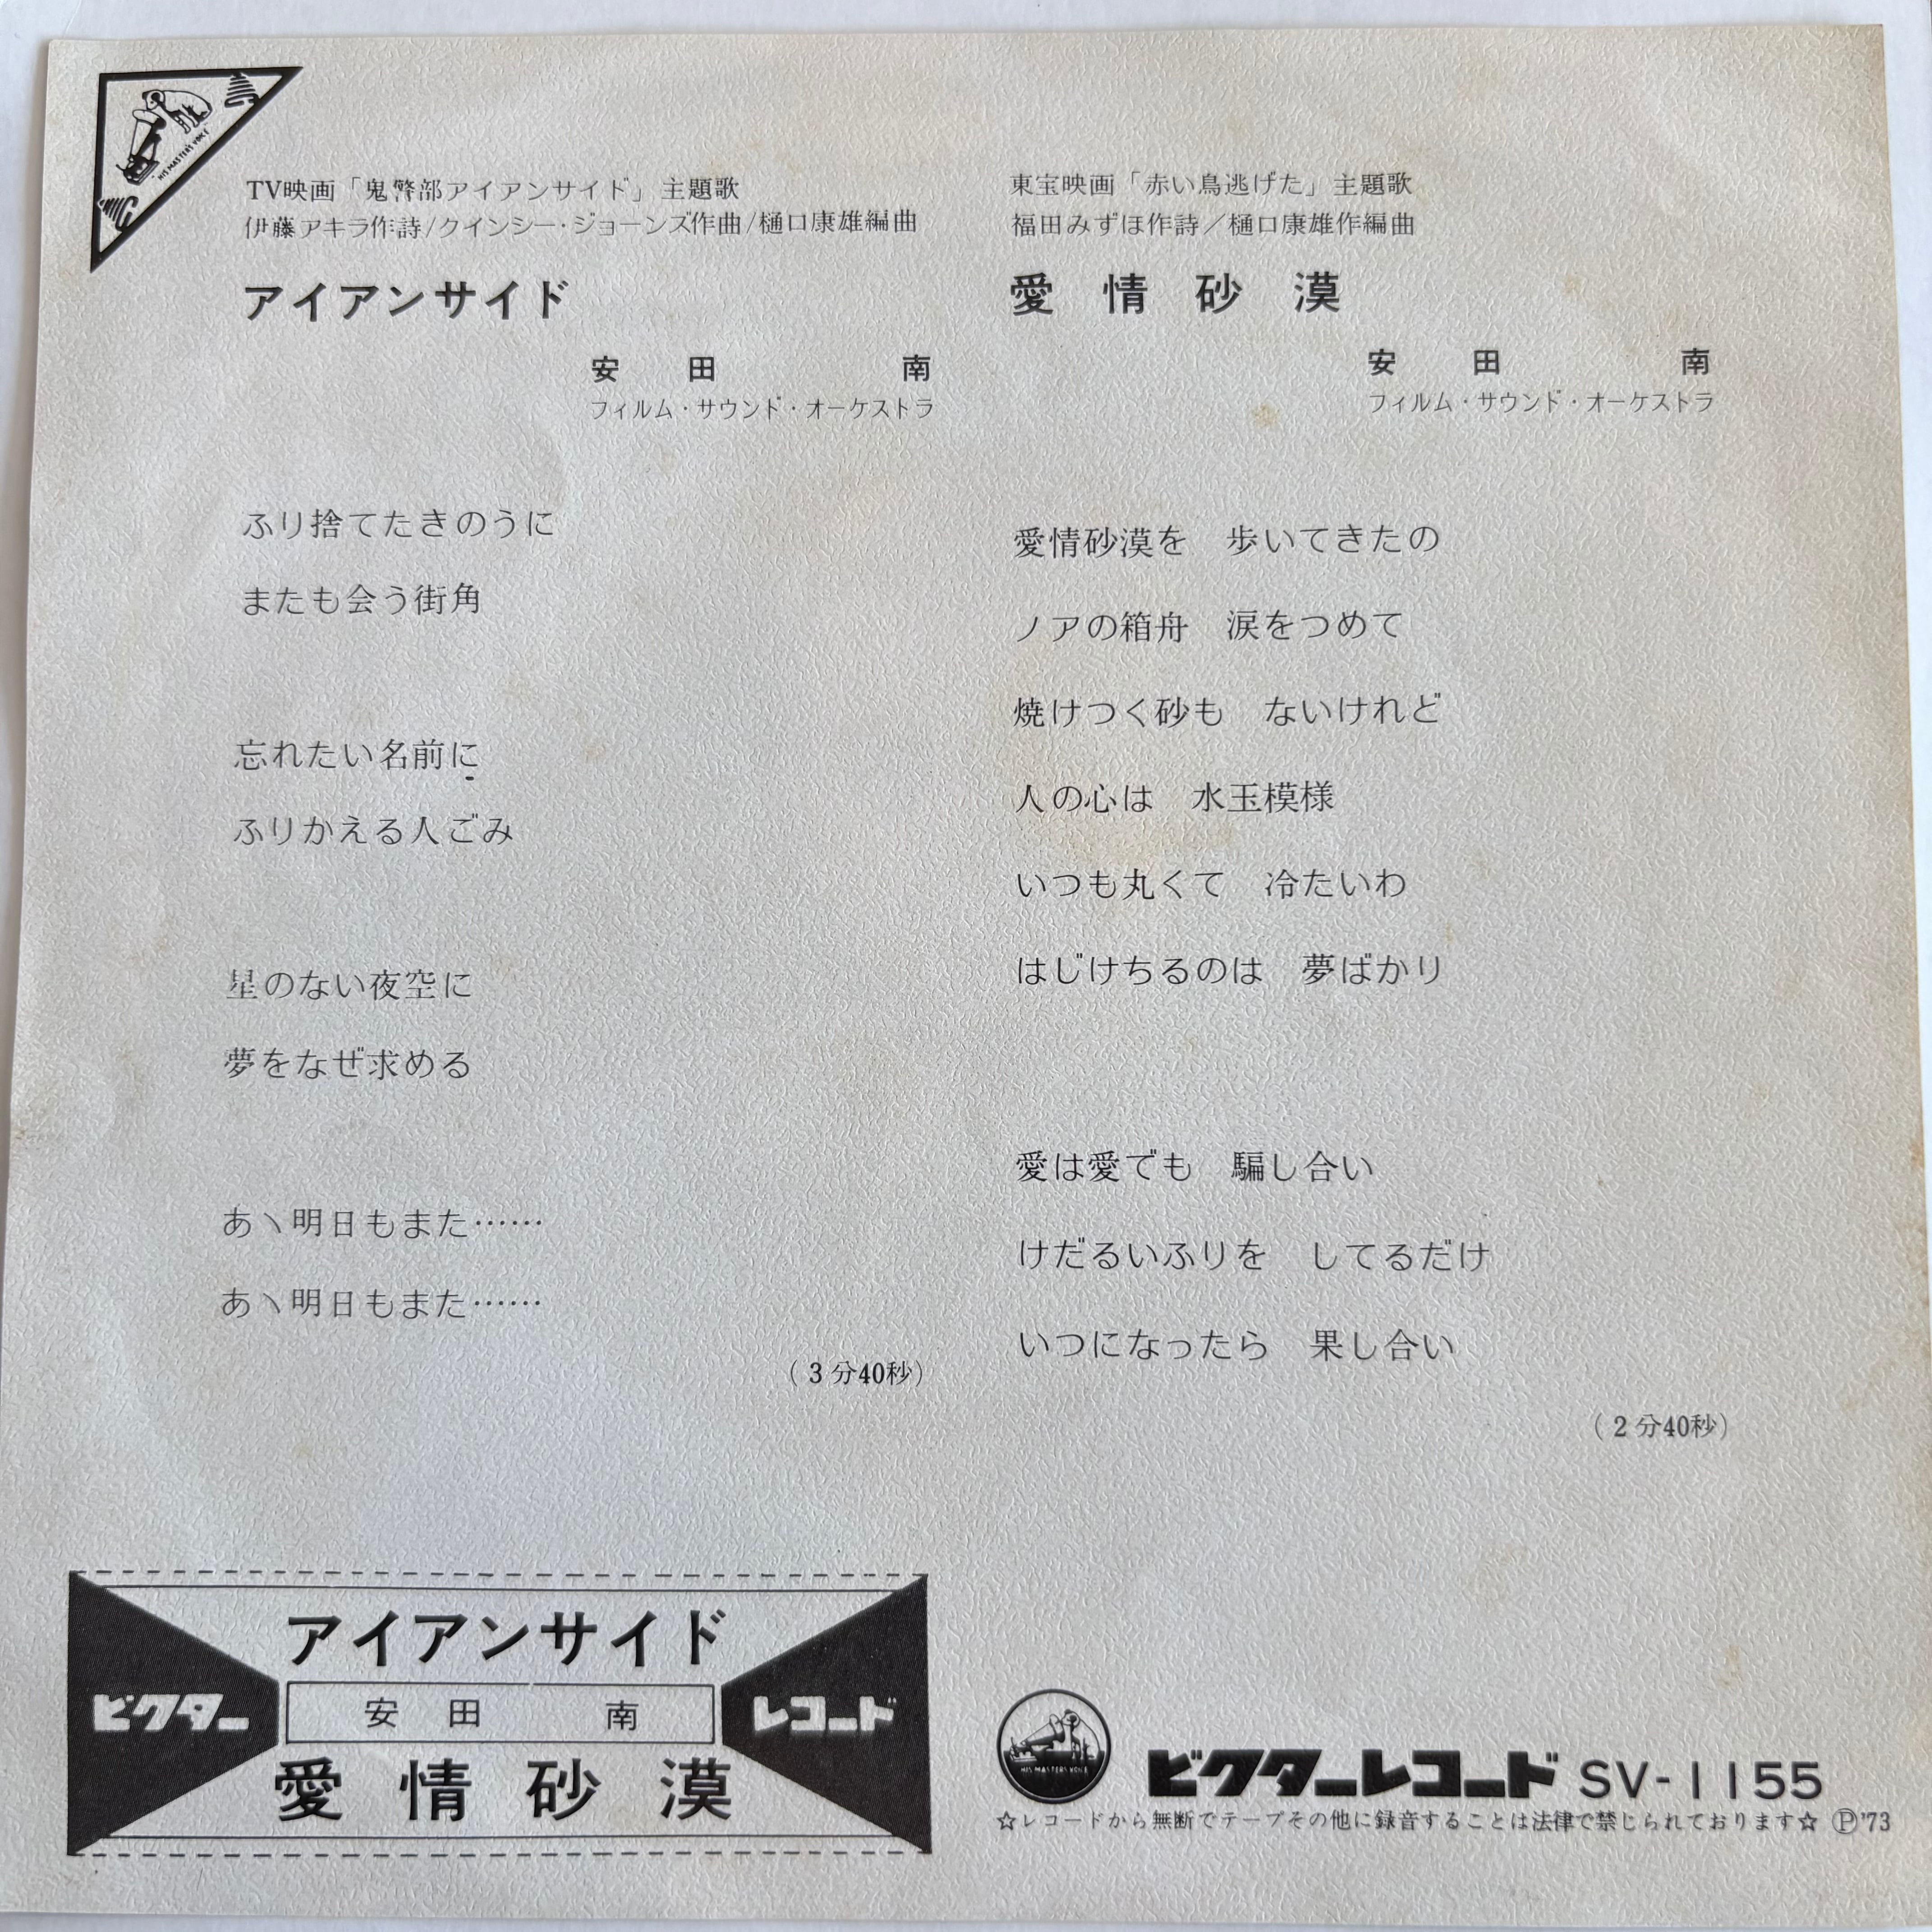 HIS MASTER'S VOICE
TV映画「鬼警部アイアンサイド」主題歌
伊藤アキラ作詩/クインシー・ジョーンズ作曲/樋口康雄編曲
アイアンサイド
安田 南
フィルム・サウンド・オーケストラ
ふり捨てたきのうに
またも会う街角
忘れたい名前に
ふりかえる人ごみ
星のない夜空に
夢をなぜ求める
あヽ明日もまた……
あヽ明日もまた……
(3分40秒)
東宝映画「赤い鳥逃げた」主題歌
福田みずほ作詩/樋口康雄作編曲
愛情砂漠
安田 南
フィルム・サウンド・オーケストラ
愛情砂漠を 歩いてきたの
ノアの箱舟 涙をつめて
焼けつく砂も ないけれど
人の心は 水玉模様
いつも丸くて 冷たいわ
はじけちるのは 夢ばかり
愛は愛でも 騙し合い
けだるいふりを してるだけ
いつになったら 果し合い
(2分40秒)
アイアンサイド
ビクター 安田 南 レコード
愛情砂漠
HIS MASTER'S VOICE
ビクターレコード SV-1155
☆レコードから無断でテープその他に録音することは法律で禁じられております☆ Ⓟ'73